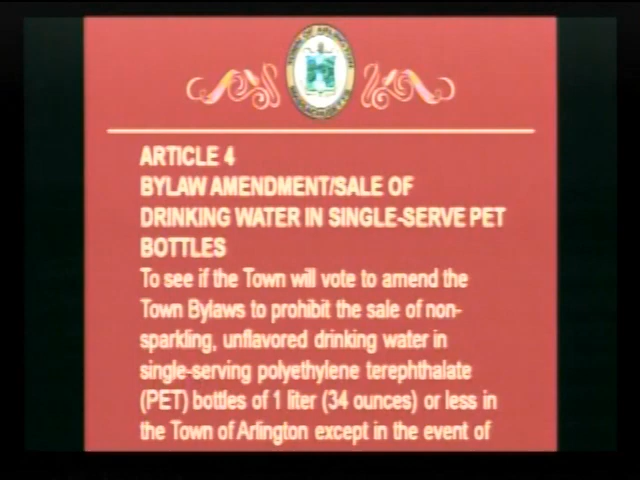 TOWN OF ARLINGTON
ARTICLE 4
BYLAW AMENDMENT/SALE OF
DRINKING WATER IN SINGLE-SERVE PET
BOTTLES
To see if the Town will vote to amend the
Town Bylaws to prohibit the sale of non-
sparkling, unflavored drinking water in
single-serving polyethylene terephthalate
(PET) bottles of 1 liter (34 ounces) or less in
the Town of Arlington except in the event of